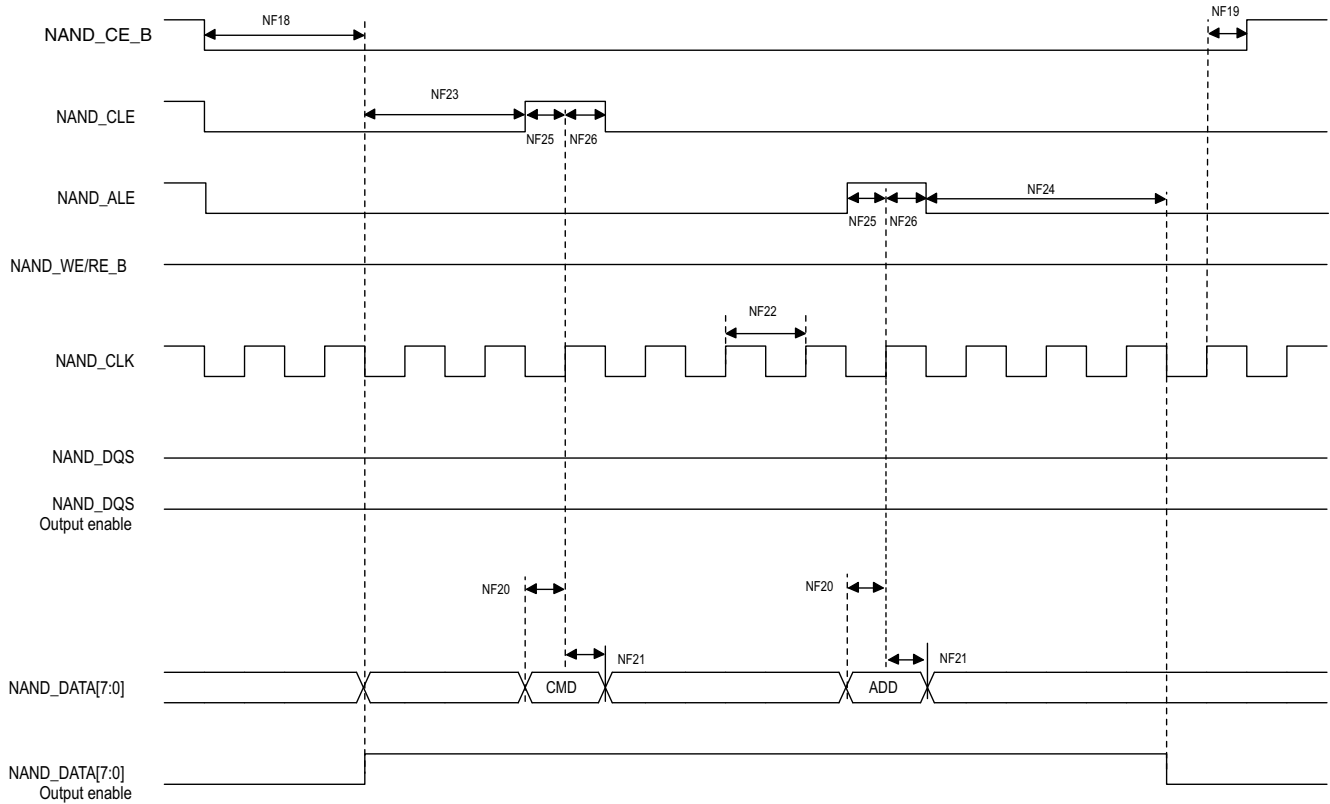 NF18
NF19
NAND_CE_B
NF23
NAND_CLE
NF25 NF26
NAND_ALE
NF24
NF25 NF26
NAND_WE/RE_B
NF22
NAND_CLK
NAND_DQS
NAND_DQS
Output enable
NF20
NF20
NF21
NF21
NAND_DATA[7:0]
CMD
ADD
NAND_DATA[7:0]
Output enable